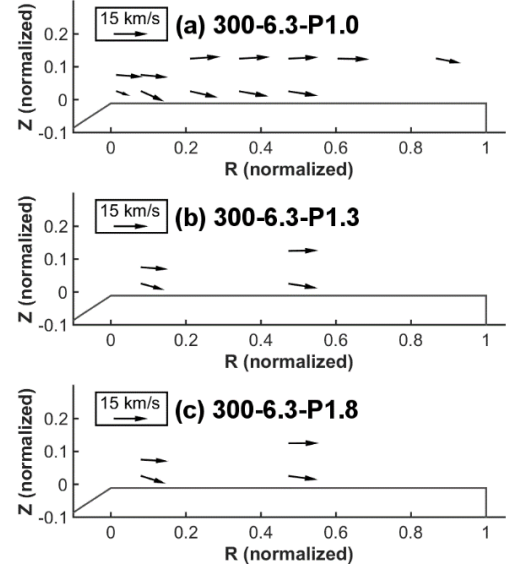 15 km/s
(a) 300-6.3-P1.0
Z (normalized)
0.2
0.1
0
-0.1
0 0.2 0.4 0.6 0.8 1
R (normalized)
15 km/s
(b) 300-6.3-P1.3
Z (normalized)
0.2
0.1
0
-0.1
0 0.2 0.4 0.6 0.8 1
R (normalized)
15 km/s
(c) 300-6.3-P1.8
Z (normalized)
0.2
0.1
0
-0.1
0 0.2 0.4 0.6 0.8 1
R (normalized)